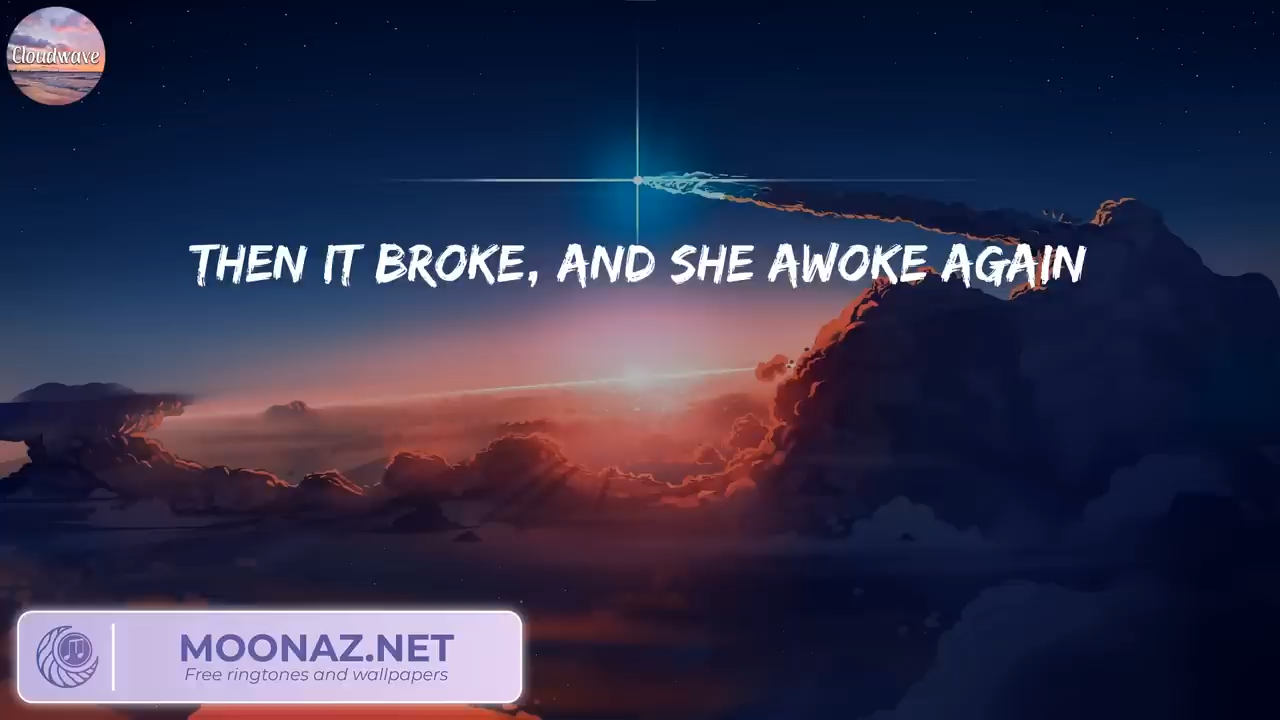 Cloudwave
THEN IT BROKE, AND SHE AWOKE AGAIN
MOONAZ.NET
Free ringtones and wallpapers